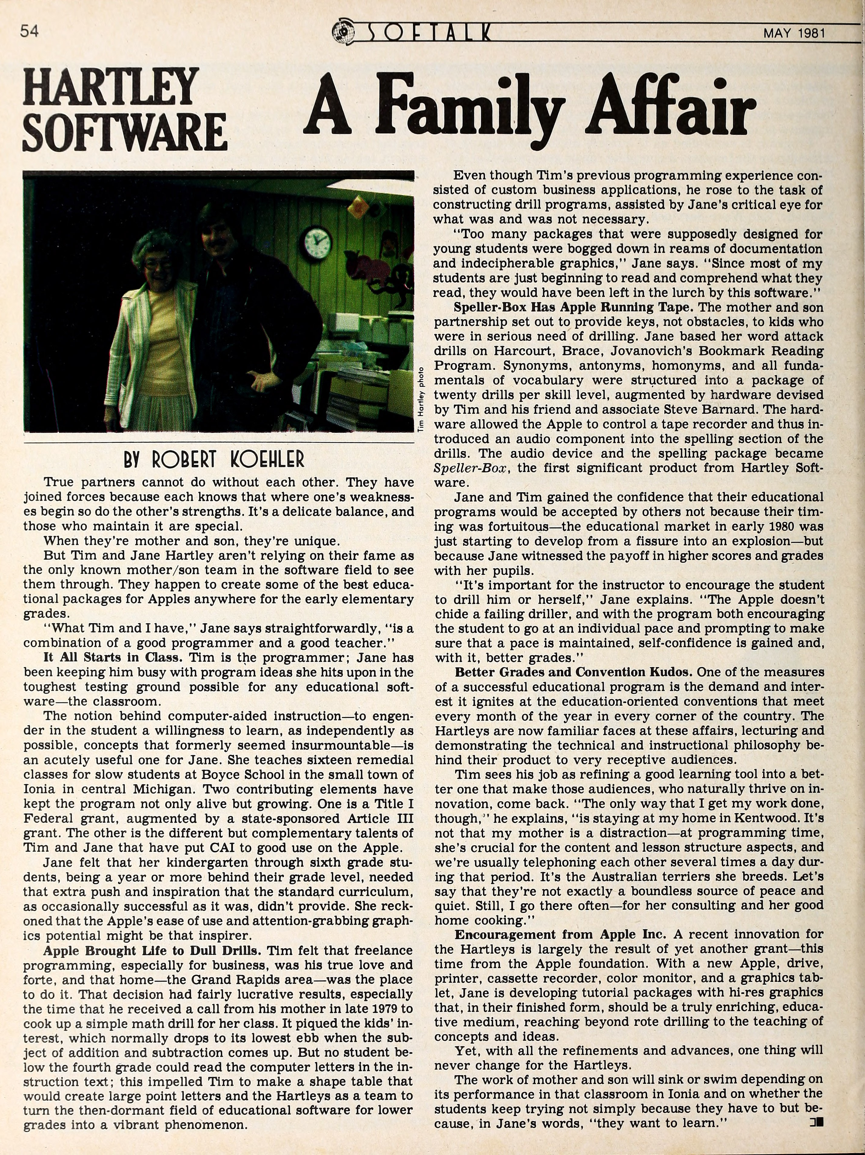 54
SOFTALK
MAY 1981
HARTLEY
SOFTWARE
A Family Affair
Tim Hartley photo
BY ROBERT KOEHLER
True partners cannot do without each other. They have
joined forces because each knows that where one's weakness-
es begin so do the other's strengths. It's a delicate balance, and
those who maintain it are special.
When they're mother and son, they're unique.
But Tim and Jane Hartley aren't relying on their fame as
the only known mother/son team in the software field to see
them through. They happen to create some of the best educa-
tional packages for Apples anywhere for the early elementary
grades.
"What Tim and I have," Jane says straightforwardly, "is a
combination of a good programmer and a good teacher."
It All Starts in Class. Tim is the programmer; Jane has
been keeping him busy with program ideas she hits upon in the
toughest testing ground possible for any educational soft-
ware—the classroom.
The notion behind computer-aided instruction—to engen-
der in the student a willingness to learn, as independently as
possible, concepts that formerly seemed insurmountable—is
an acutely useful one for Jane. She teaches sixteen remedial
classes for slow students at Boyce School in the small town of
Ionia in central Michigan. Two contributing elements have
kept the program not only alive but growing. One is a Title I
Federal grant, augmented by a state-sponsored Article III
grant. The other is the different but complementary talents of
Tim and Jane that have put CAI to good use on the Apple.
Jane felt that her kindergarten through sixth grade stu-
dents, being a year or more behind their grade level, needed
that extra push and inspiration that the standard curriculum,
as occasionally successful as it was, didn't provide. She reck-
oned that the Apple's ease of use and attention-grabbing graph-
ics potential might be that inspirer.
Apple Brought Life to Dull Drills. Tim felt that freelance
programming, especially for business, was his true love and
forte, and that home—the Grand Rapids area—was the place
to do it. That decision had fairly lucrative results, especially
the time that he received a call from his mother in late 1979 to
cook up a simple math drill for her class. It piqued the kids' in-
terest, which normally drops to its lowest ebb when the sub-
ject of addition and subtraction comes up. But no student be-
low the fourth grade could read the computer letters in the in-
struction text; this impelled Tim to make a shape table that
would create large point letters and the Hartleys as a team to
turn the then-dormant field of educational software for lower
grades into a vibrant phenomenon.
Even though Tim's previous programming experience con-
sisted of custom business applications, he rose to the task of
constructing drill programs, assisted by Jane's critical eye for
what was and was not necessary.
"Too many packages that were supposedly designed for
young students were bogged down in reams of documentation
and indecipherable graphics," Jane says. "Since most of my
students are just beginning to read and comprehend what they
read, they would have been left in the lurch by this software."
Speller-Box Has Apple Running Tape. The mother and son
partnership set out to provide keys, not obstacles, to kids who
were in serious need of drilling. Jane based her word attack
drills on Harcourt, Brace, Jovanovich's Bookmark Reading
Program. Synonyms, antonyms, homonyms, and all funda-
mentals of vocabulary were structured into a package of
twenty drills per skill level, augmented by hardware devised
by Tim and his friend and associate Steve Barnard. The hard-
ware allowed the Apple to control a tape recorder and thus in-
troduced an audio component into the spelling section of the
drills. The audio device and the spelling package became
Speller-Box, the first significant product from Hartley Soft-
ware.
Jane and Tim gained the confidence that their educational
programs would be accepted by others not because their tim-
ing was fortuitous—the educational market in early 1980 was
just starting to develop from a fissure into an explosion—but
because Jane witnessed the payoff in higher scores and grades
with her pupils.
"It's important for the instructor to encourage the student
to drill him or herself," Jane explains. "The Apple doesn't
chide a failing driller, and with the program both encouraging
the student to go at an individual pace and prompting to make
sure that a pace is maintained, self-confidence is gained and,
with it, better grades."
Better Grades and Convention Kudos. One of the measures
of a successful educational program is the demand and inter-
est it ignites at the education-oriented conventions that meet
every month of the year in every corner of the country. The
Hartleys are now familiar faces at these affairs, lecturing and
demonstrating the technical and instructional philosophy be-
hind their product to very receptive audiences.
Tim sees his job as refining a good learning tool into a bet-
ter one that make those audiences, who naturally thrive on in-
novation, come back. "The only way that I get my work done,
though," he explains, "is staying at my home in Kentwood. It's
not that my mother is a distraction—at programming time,
she's crucial for the content and lesson structure aspects, and
we're usually telephoning each other several times a day dur-
ing that period. It's the Australian terriers she breeds. Let's
say that they're not exactly a boundless source of peace and
quiet. Still, I go there often—for her consulting and her good
home cooking."
Encouragement from Apple Inc. A recent innovation for
the Hartleys is largely the result of yet another grant—this
time from the Apple foundation. With a new Apple, drive,
printer, cassette recorder, color monitor, and a graphics tab-
let, Jane is developing tutorial packages with hi-res graphics
that, in their finished form, should be a truly enriching, educa-
tive medium, reaching beyond rote drilling to the teaching of
concepts and ideas.
Yet, with all the refinements and advances, one thing will
never change for the Hartleys.
The work of mother and son will sink or swim depending on
its performance in that classroom in Ionia and on whether the
students keep trying not simply because they have to but be-
cause, in Jane's words, "they want to learn."